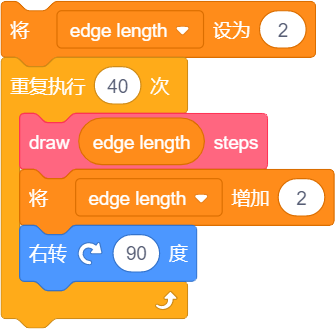 将 edge length 设为 2
重复执行 40 次
draw edge length steps
将 edge length 增加 2
右转 90 度